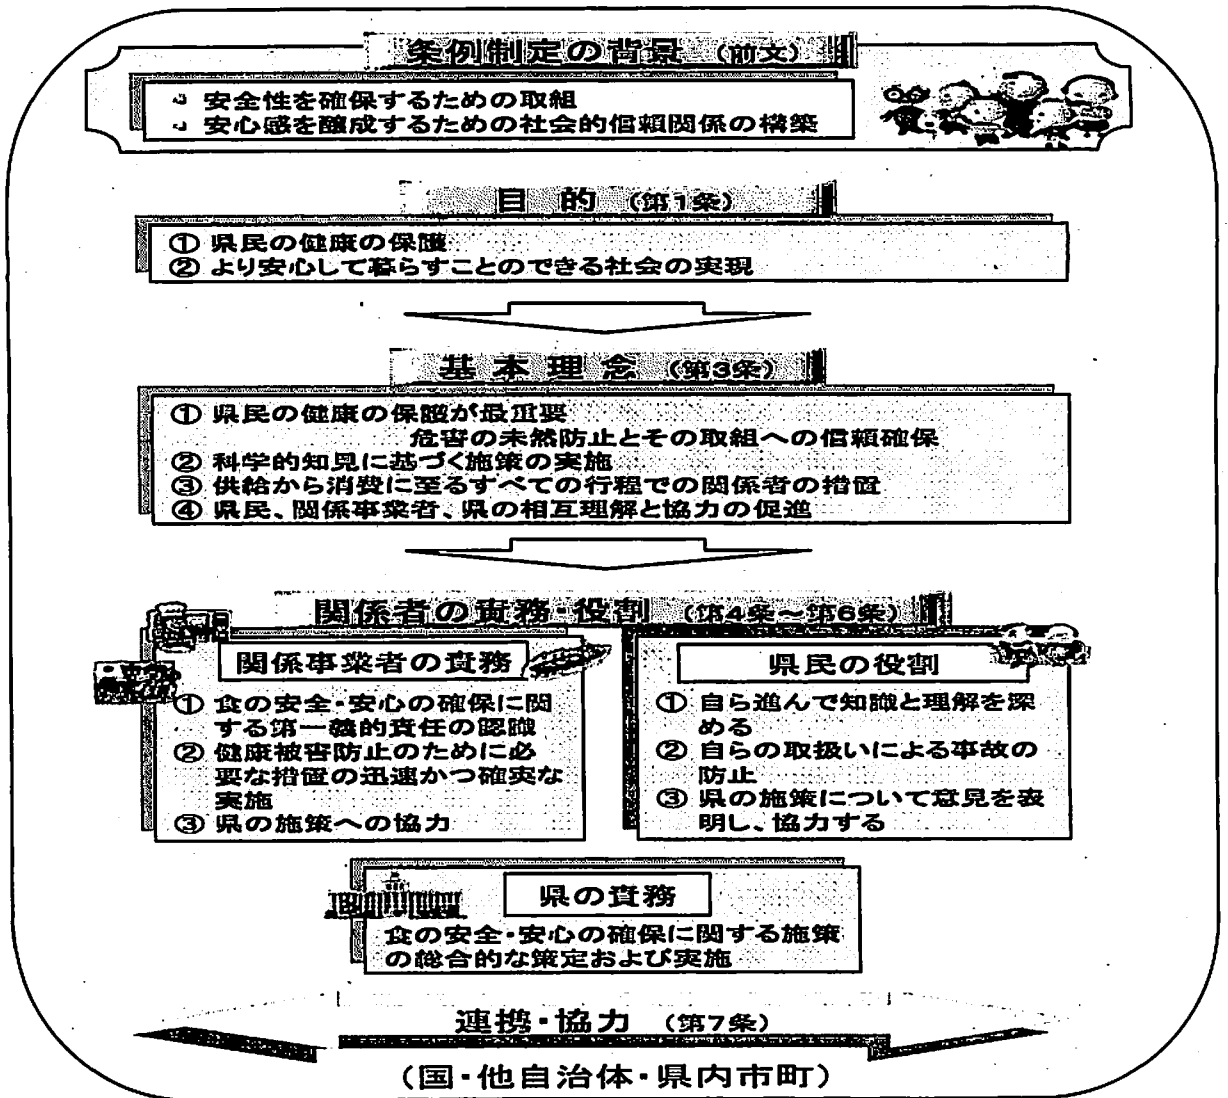 条例制定の背景 (前文)
安全性を確保するための取組
安心感を醸成するための社会的信頼関係の構築
目 的 (第1条)
① 県民の健康の保護
② より安心して暮らすことのできる社会の実現
基 本 理 念 (第3条)
① 県民の健康の保護が最重要
危害の未然防止とその取組への信頼確保
② 科学的知見に基づく施策の実施
③ 供給から消費に至るすべての行程での関係者の措置
④ 県民、関係事業者、県の相互理解と協力の促進
関係者の責務・役割 (第4条~第6条)
関係事業者の責務
① 食の安全・安心の確保に関
する第一義的責任の認識
② 健康被害防止のために必
要な措置の迅速かつ確実な
実施
③ 県の施策への協力
県民の役割
① 自ら進んで知識と理解を深
める
② 自らの取扱いによる事故の
防止
③ 県の施策について意見を表
明し、協力する
県の責務
食の安全・安心の確保に関する施策
の総合的な策定および実施
連携・協力 (第7条)
(国・他自治体・県内市町)